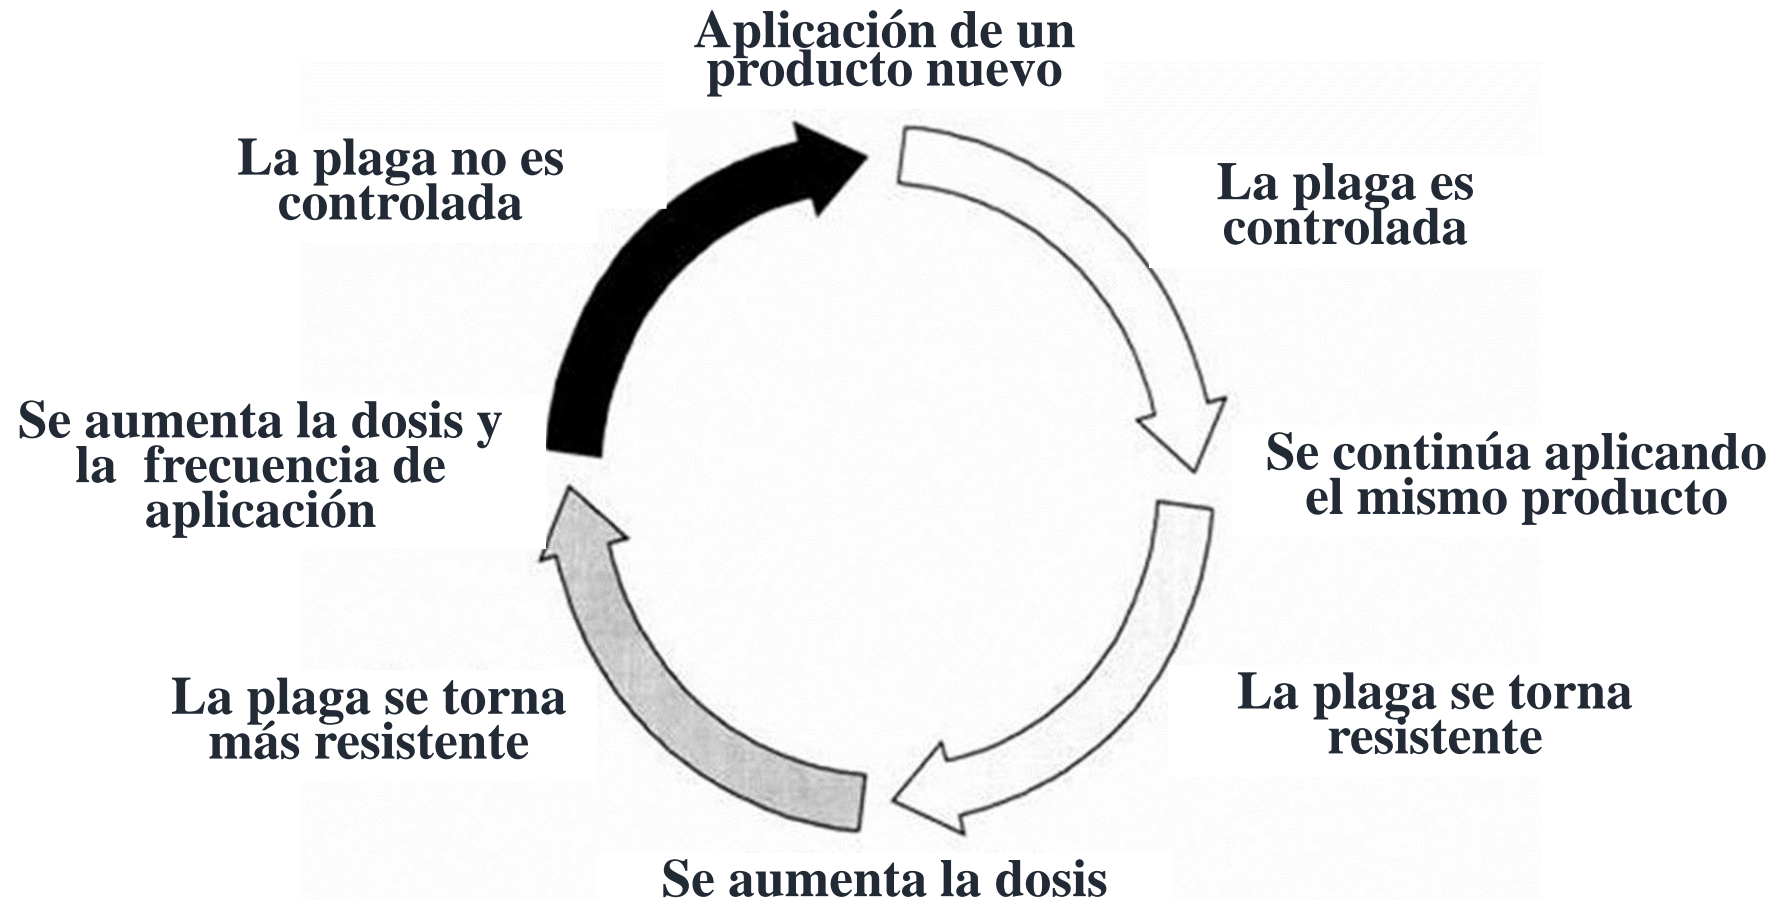 Aplicación de un
producto nuevo
La plaga es
controlada
Se continúa aplicando
el mismo producto
La plaga se torna
resistente
Se aumenta la dosis
La plaga se torna
más resistente
Se aumenta la dosis y
la  frecuencia de
aplicación
La plaga no es
controlada